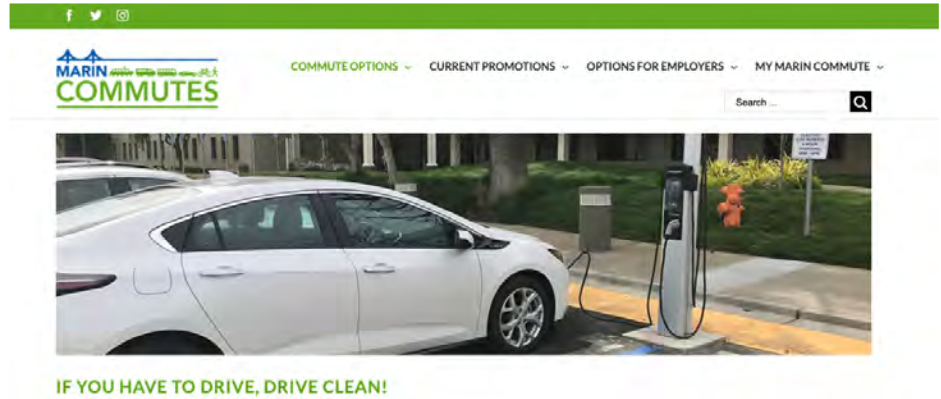 MARIN
COMMUTES
COMMUTE OPTIONS
CURRENT PROMOTIONS
OPTIONS FOR EMPLOYERS
MY MARIN COMMUTE
Search ...
IF YOU HAVE TO DRIVE, DRIVE CLEAN!